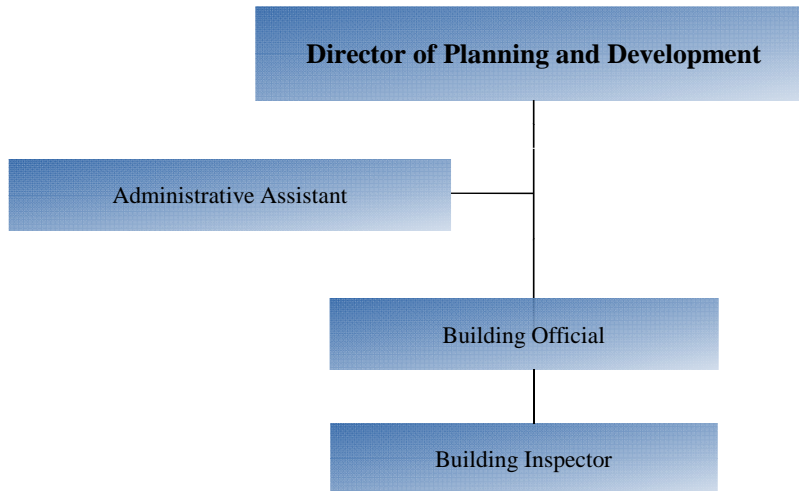 Director of Planning and Development
Administrative Assistant
Building Official
Building Inspector